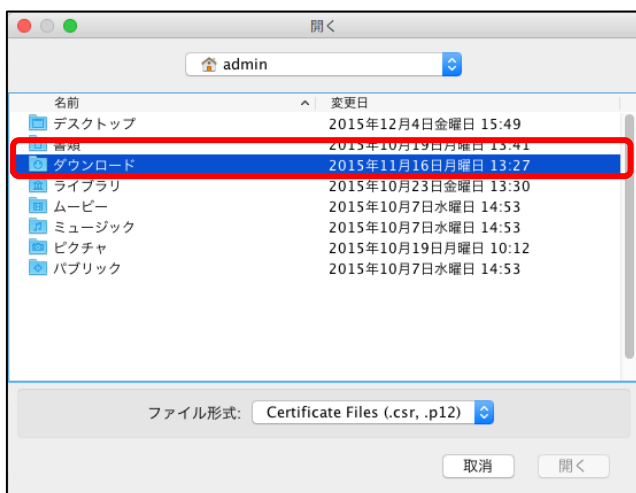 開く
admin
名前 変更日
デスクトップ 2015年12月4日金曜日 15:49
書類 2015年10月19日月曜日 13:41
ダウンロード 2015年11月16日月曜日 13:27
ライブラリ 2015年10月23日金曜日 13:30
ムービー 2015年10月7日水曜日 14:53
ミュージック 2015年10月7日水曜日 14:53
ピクチャ 2015年10月19日月曜日 10:12
パブリック 2015年10月7日水曜日 14:53
ファイル形式: Certificate Files (.csr, .p12)
取消 開く